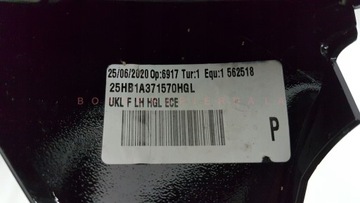 25/06/2020 Op:6917 Tur:1 Equ:1 562518
25HB1A371570HGL
UKL F LH HGL ECE
P